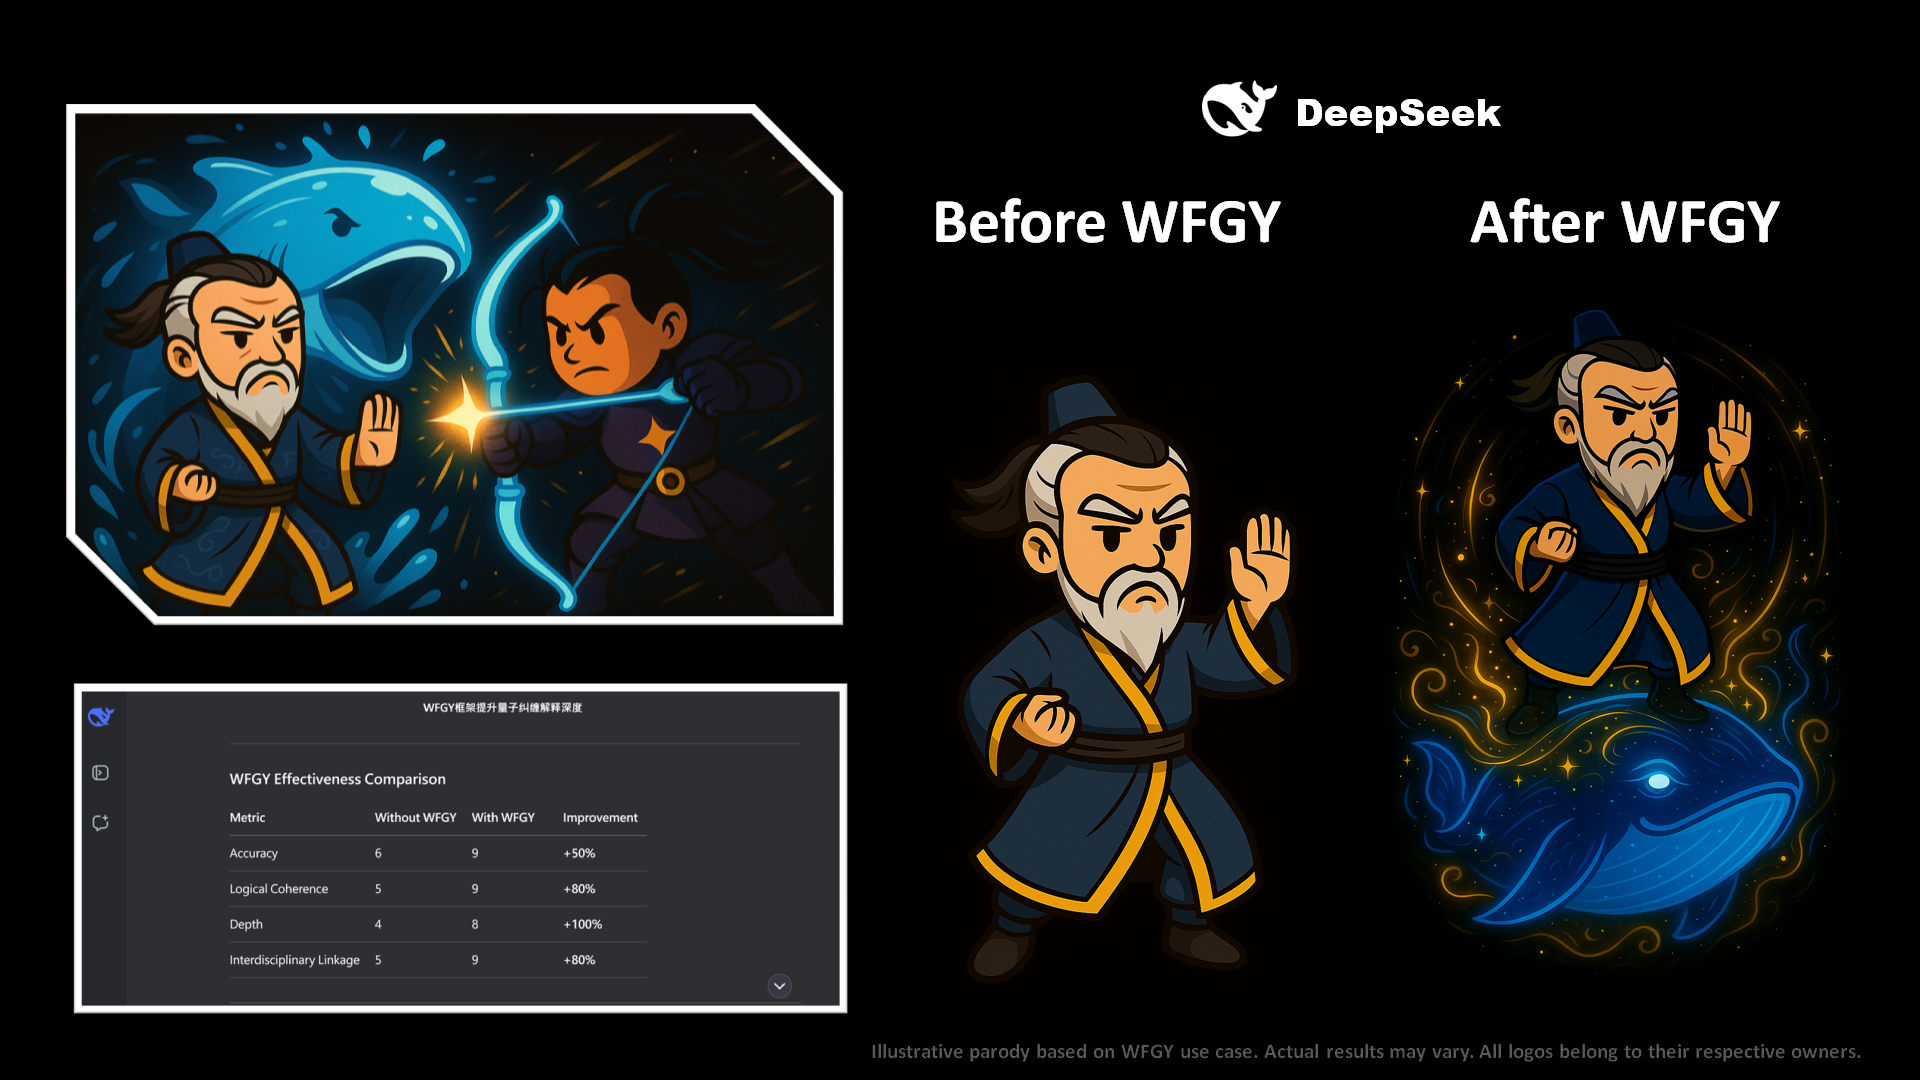 DeepSeek
Before WFGY
After WFGY
WFGY框架提升量子纠缠解释深度
WFGY Effectiveness Comparison
Metric Without WFGY With WFGY Improvement
Accuracy 6 9 +50%
Logical Coherence 5 9 +80%
Depth 4 8 +100%
Interdisciplinary Linkage 5 9 +80%
Illustrative parody based on WFGY use case. Actual results may vary. All logos belong to their respective owners.